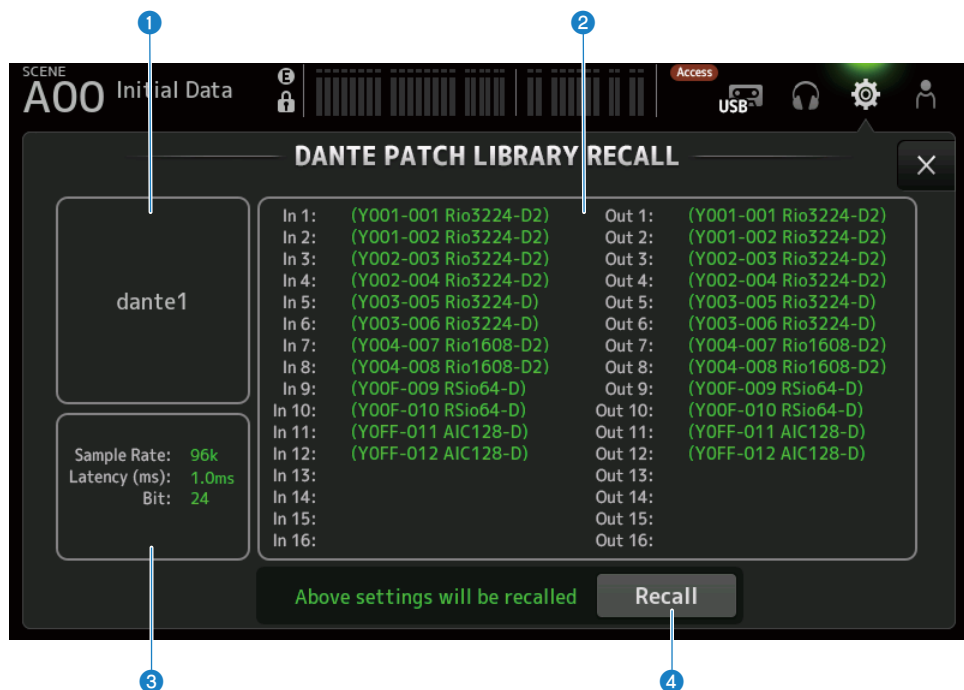 1
2
SCENE
A00 Initial Data
E
Access
USB
DANTE PATCH LIBRARY RECALL
dante1
Sample Rate: 96k
Latency (ms): 1.0ms
Bit: 24
In 1: (Y001-001 Rio3224-D2) Out 1: (Y001-001 Rio3224-D2)
In 2: (Y001-002 Rio3224-D2) Out 2: (Y001-002 Rio3224-D2)
In 3: (Y002-003 Rio3224-D2) Out 3: (Y002-003 Rio3224-D2)
In 4: (Y002-004 Rio3224-D2) Out 4: (Y002-004 Rio3224-D2)
In 5: (Y003-005 Rio3224-D) Out 5: (Y003-005 Rio3224-D)
In 6: (Y003-006 Rio3224-D) Out 6: (Y003-006 Rio3224-D)
In 7: (Y004-007 Rio1608-D2) Out 7: (Y004-007 Rio1608-D2)
In 8: (Y004-008 Rio1608-D2) Out 8: (Y004-008 Rio1608-D2)
In 9: (Y00F-009 RSio64-D) Out 9: (Y00F-009 RSio64-D)
In 10: (Y00F-010 RSio64-D) Out 10: (Y00F-010 RSio64-D)
In 11: (Y0FF-011 AIC128-D) Out 11: (Y0FF-011 AIC128-D)
In 12: (Y0FF-012 AIC128-D) Out 12: (Y0FF-012 AIC128-D)
In 13: Out 13:
In 14: Out 14:
In 15: Out 15:
In 16: Out 16:
Above settings will be recalled Recall
3
4